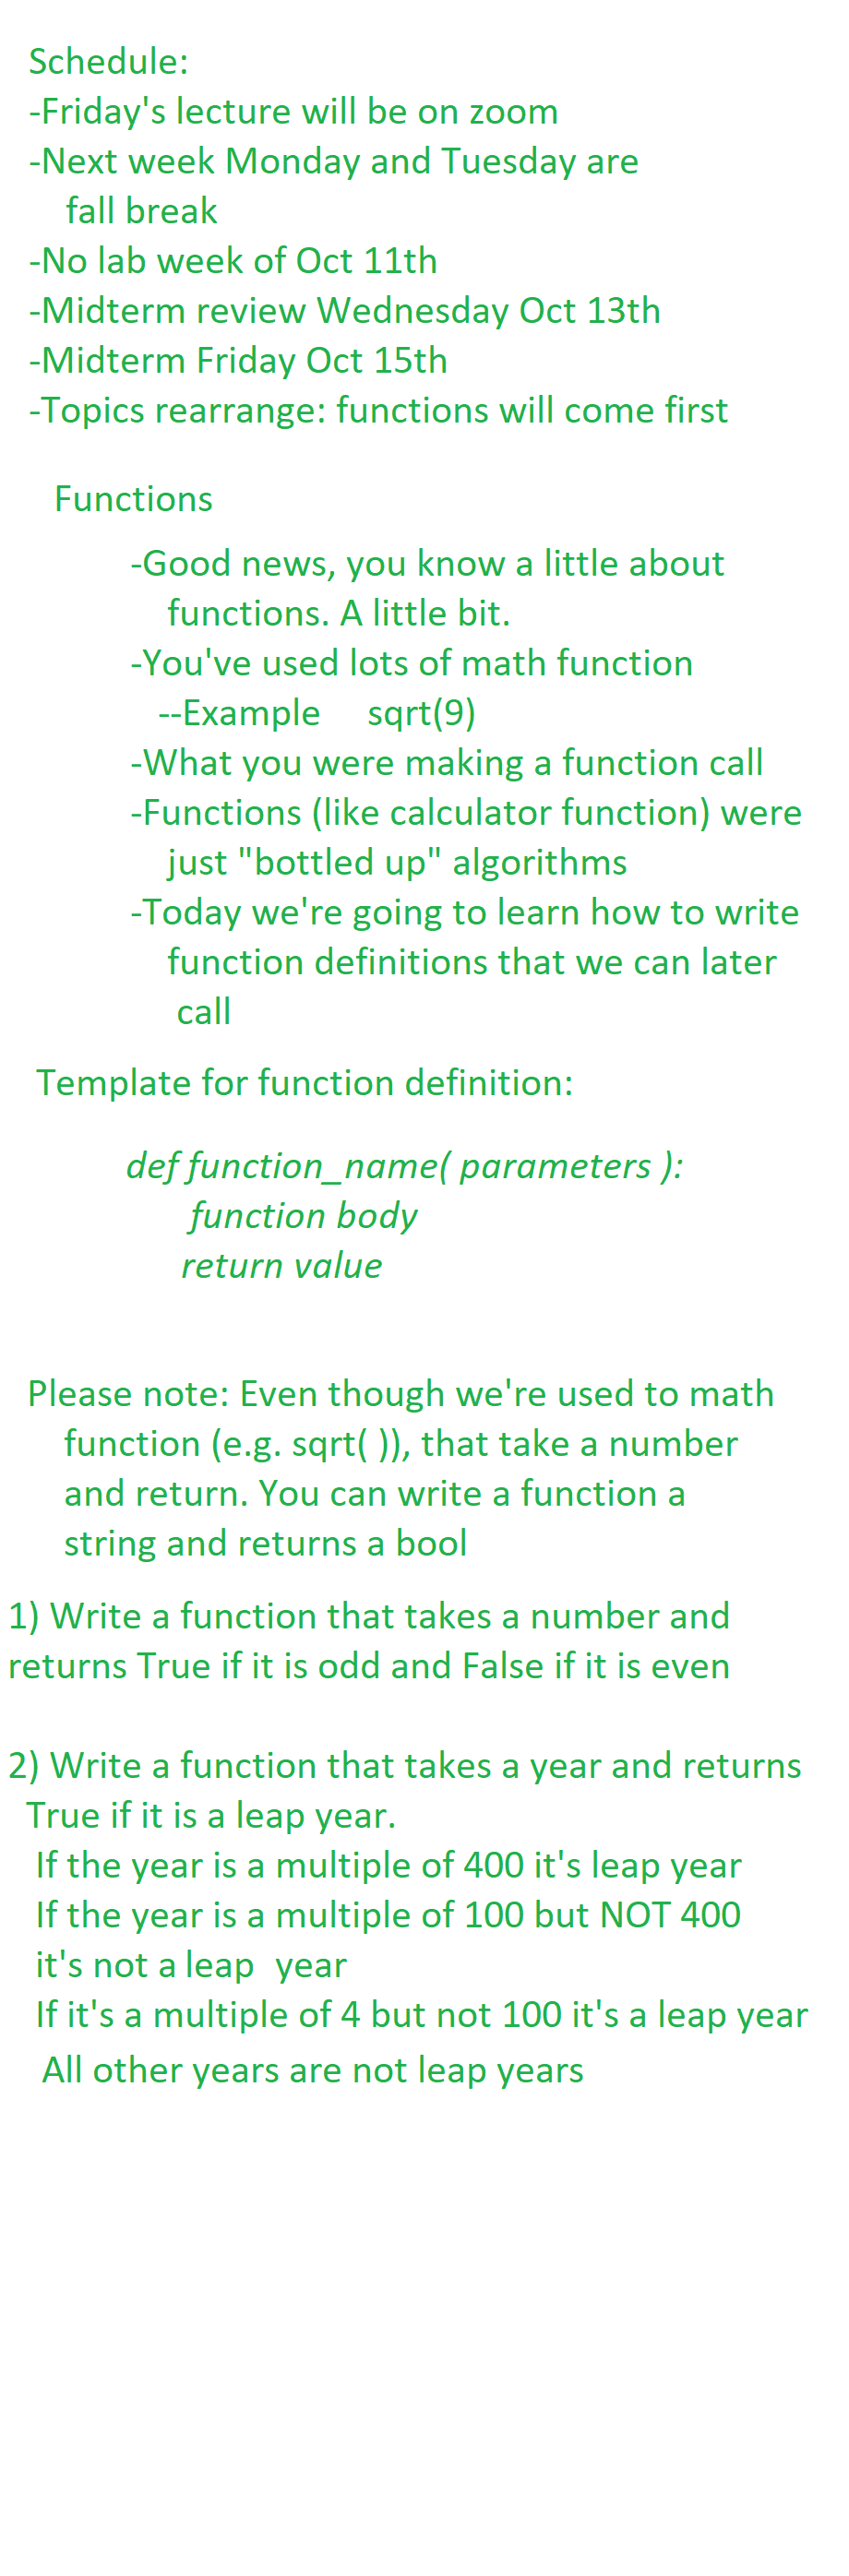 Schedule:
-Friday's lecture will be on zoom
-Next week Monday and Tuesday are
fall break
-No lab week of Oct 11th
-Midterm review Wednesday Oct 13th
-Midterm Friday Oct 15th
-Topics rearrange: functions will come first
Functions
-Good news, you know a little about
functions. A little bit.
-You've used lots of math function
--Example sqrt(9)
-What you were making a function call
-Functions (like calculator function) were
just "bottled up" algorithms
-Today we're going to learn how to write
function definitions that we can later
call
Template for function definition:
def function_name( parameters ):
function body
return value
Please note: Even though we're used to math
function (e.g. sqrt( )), that take a number
and return. You can write a function a
string and returns a bool
1) Write a function that takes a number and
returns True if it is odd and False if it is even
2) Write a function that takes a year and returns
True if it is a leap year.
If the year is a multiple of 400 it's leap year
If the year is a multiple of 100 but NOT 400
it's not a leap year
If it's a multiple of 4 but not 100 it's a leap year
All other years are not leap years